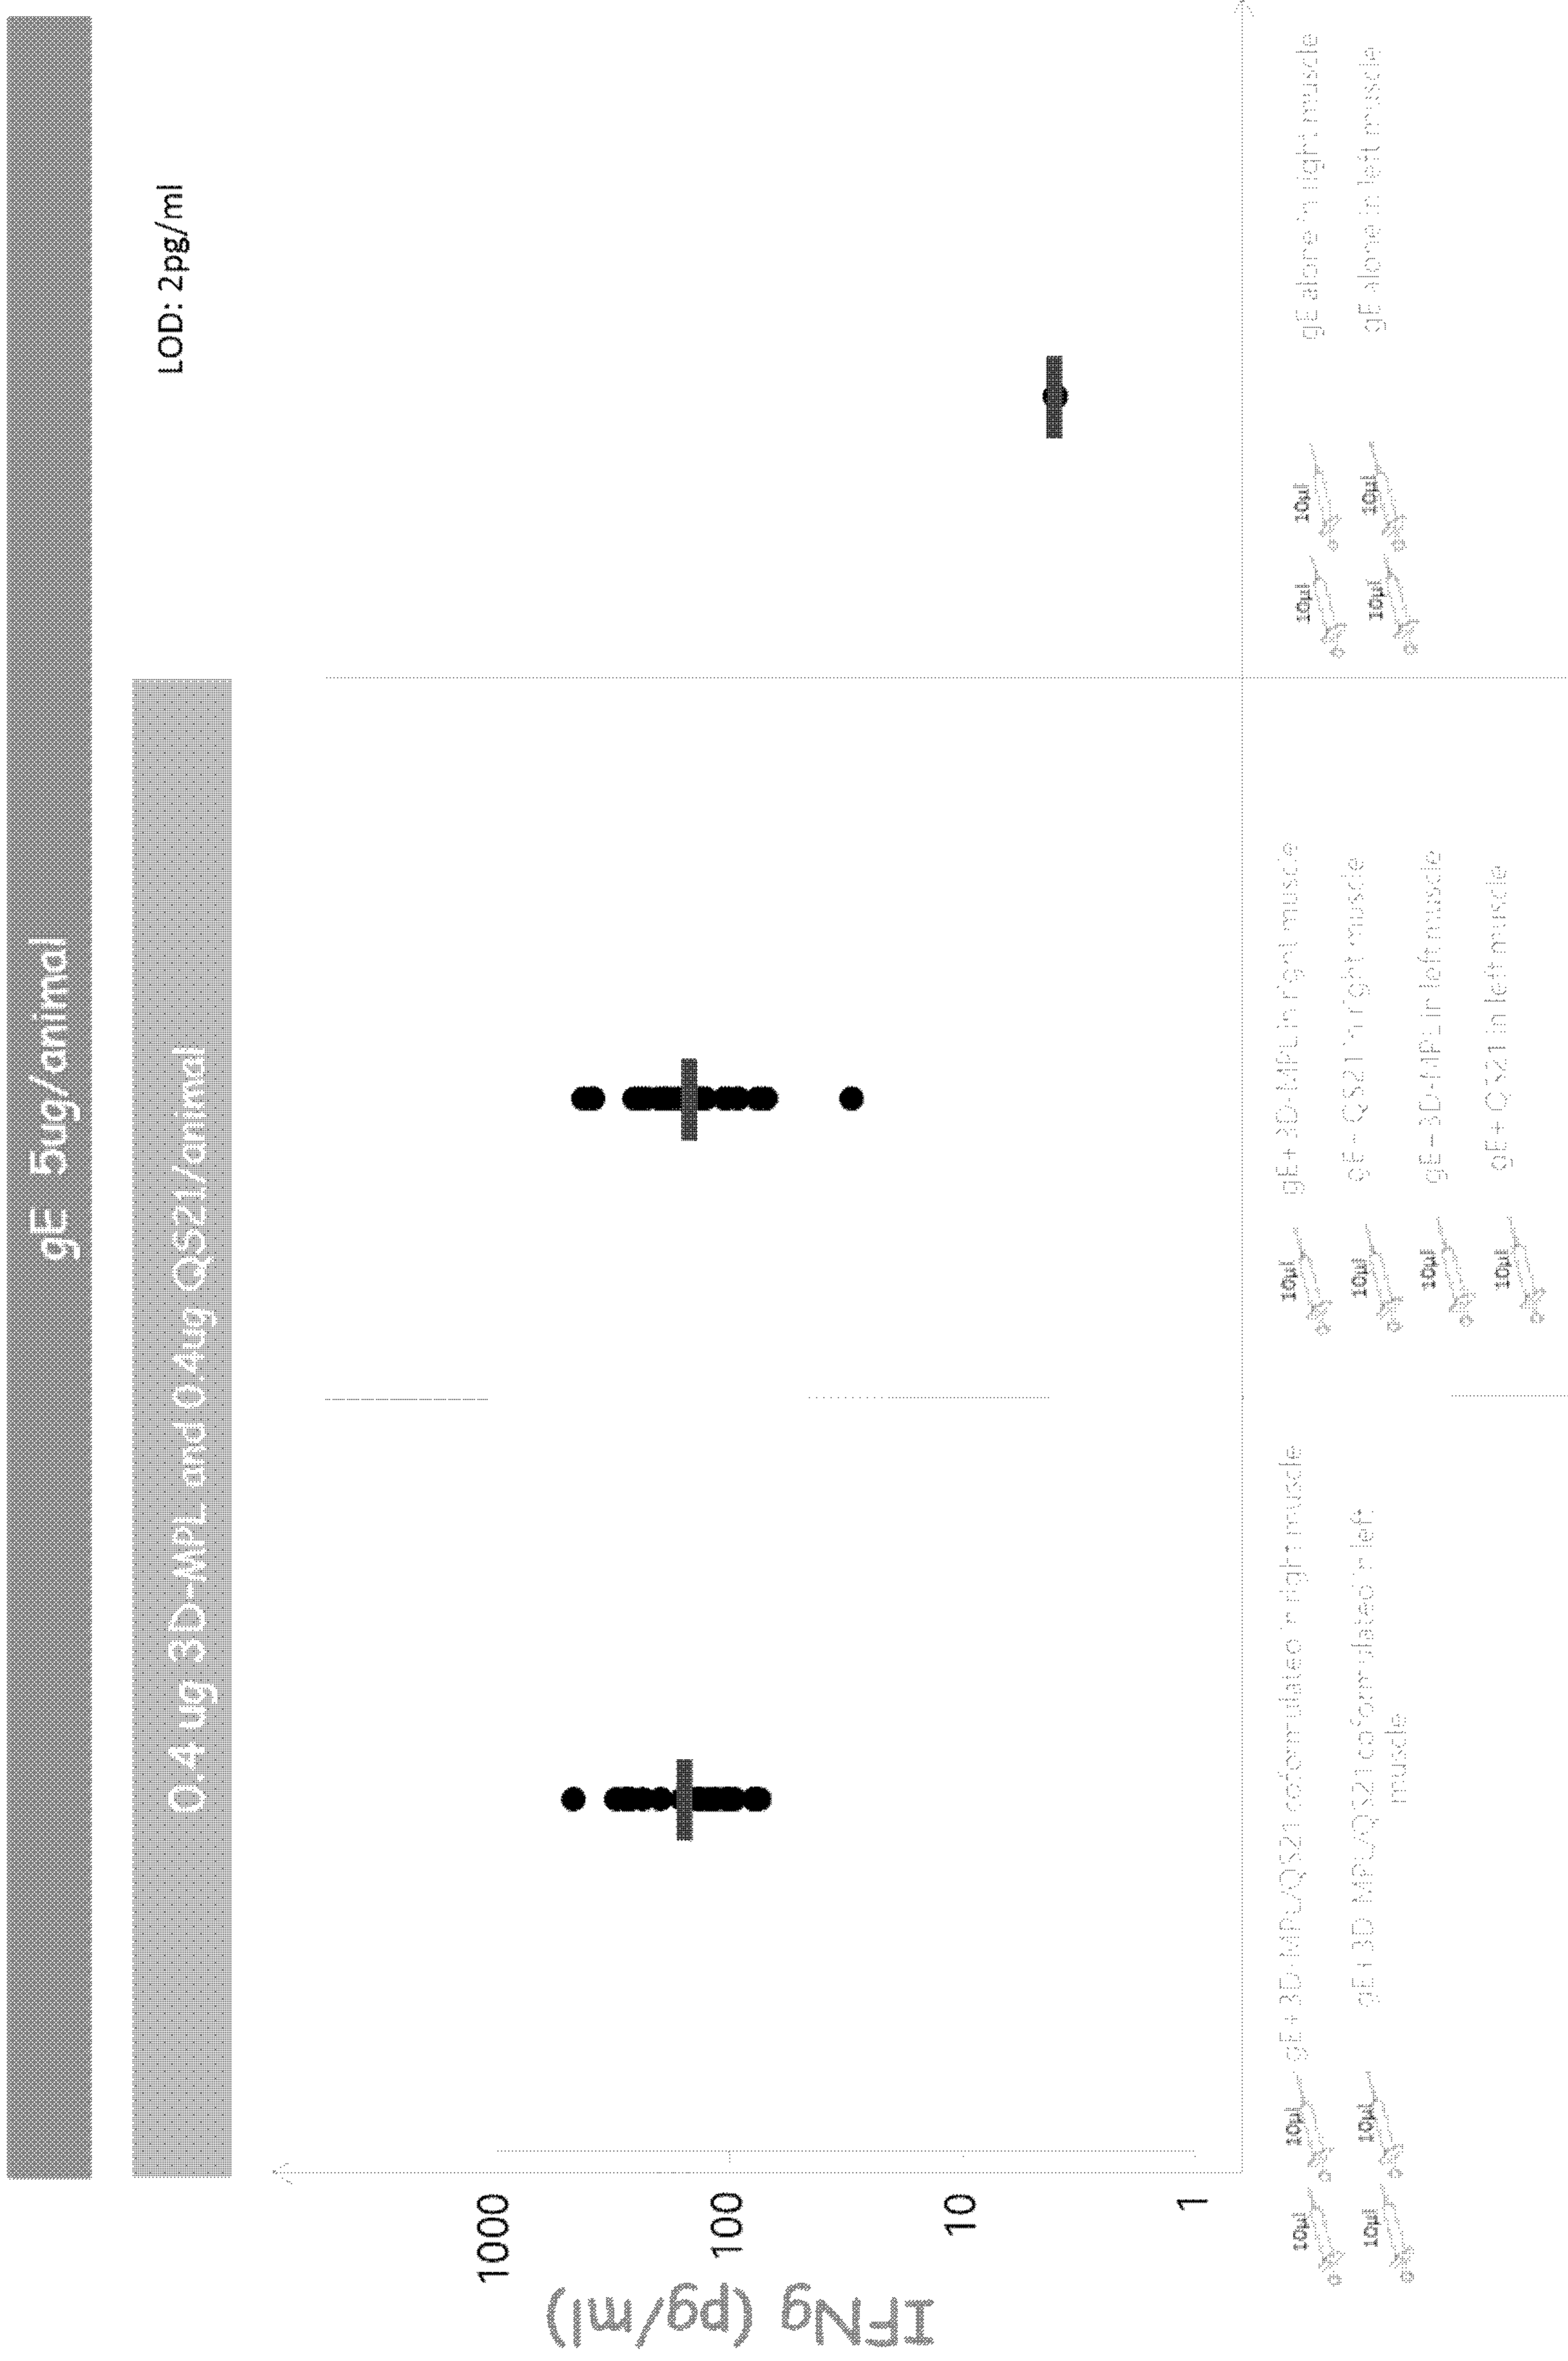 gE 5ug/animal
0.4 ug 3D-MPL and 0.4ug QS21/animal
LOD: 2pg/ml
IFNg (pg/ml)
1000
100
10
1
10µl
10µl
gE+3D-MPL/QS21 coformulated in right muscle
10µl
10µl
gE+3D MPL/QS21 coformulated in left
muscle
10µl
gE+3D-MPL in right muscle
10µl
gE+QS21 in right muscle
10µl
gE+3D-MPL in left muscle
10µl
gE+QS21 in left muscle
10µl
10µl
gE alone in right muscle
10µl
10µl
gE alone in left muscle